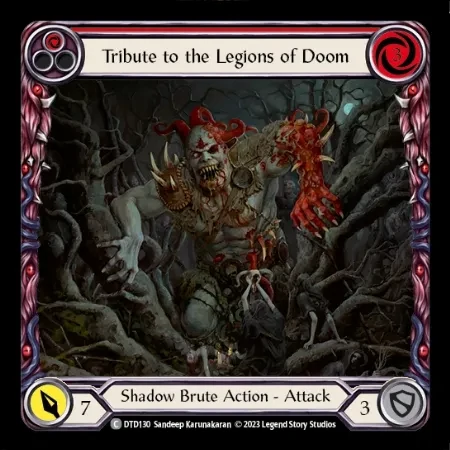 Tribute to the Legions of Doom
3
7
Shadow Brute Action - Attack
3
C DTD130 Sandeep Karunakaran © 2023 Legend Story Studios